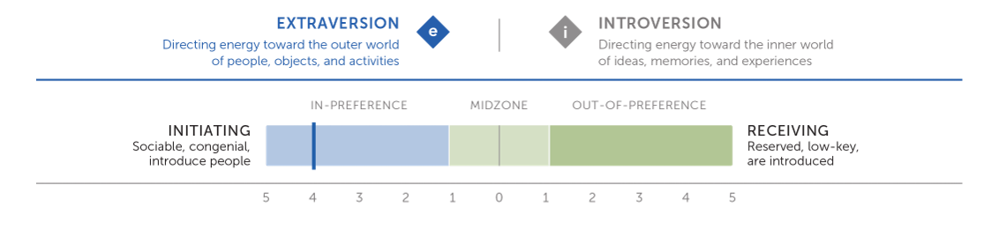 EXTRAVERSION
Directing energy toward the outer world
of people, objects, and activities
e
i
INTROVERSION
Directing energy toward the inner world
of ideas, memories, and experiences
IN-PREFERENCE MIDZONE OUT-OF-PREFERENCE
INITIATING
Sociable, congenial,
introduce people
RECEIVING
Reserved, low-key,
are introduced
5 4 3 2 1 0 1 2 3 4 5